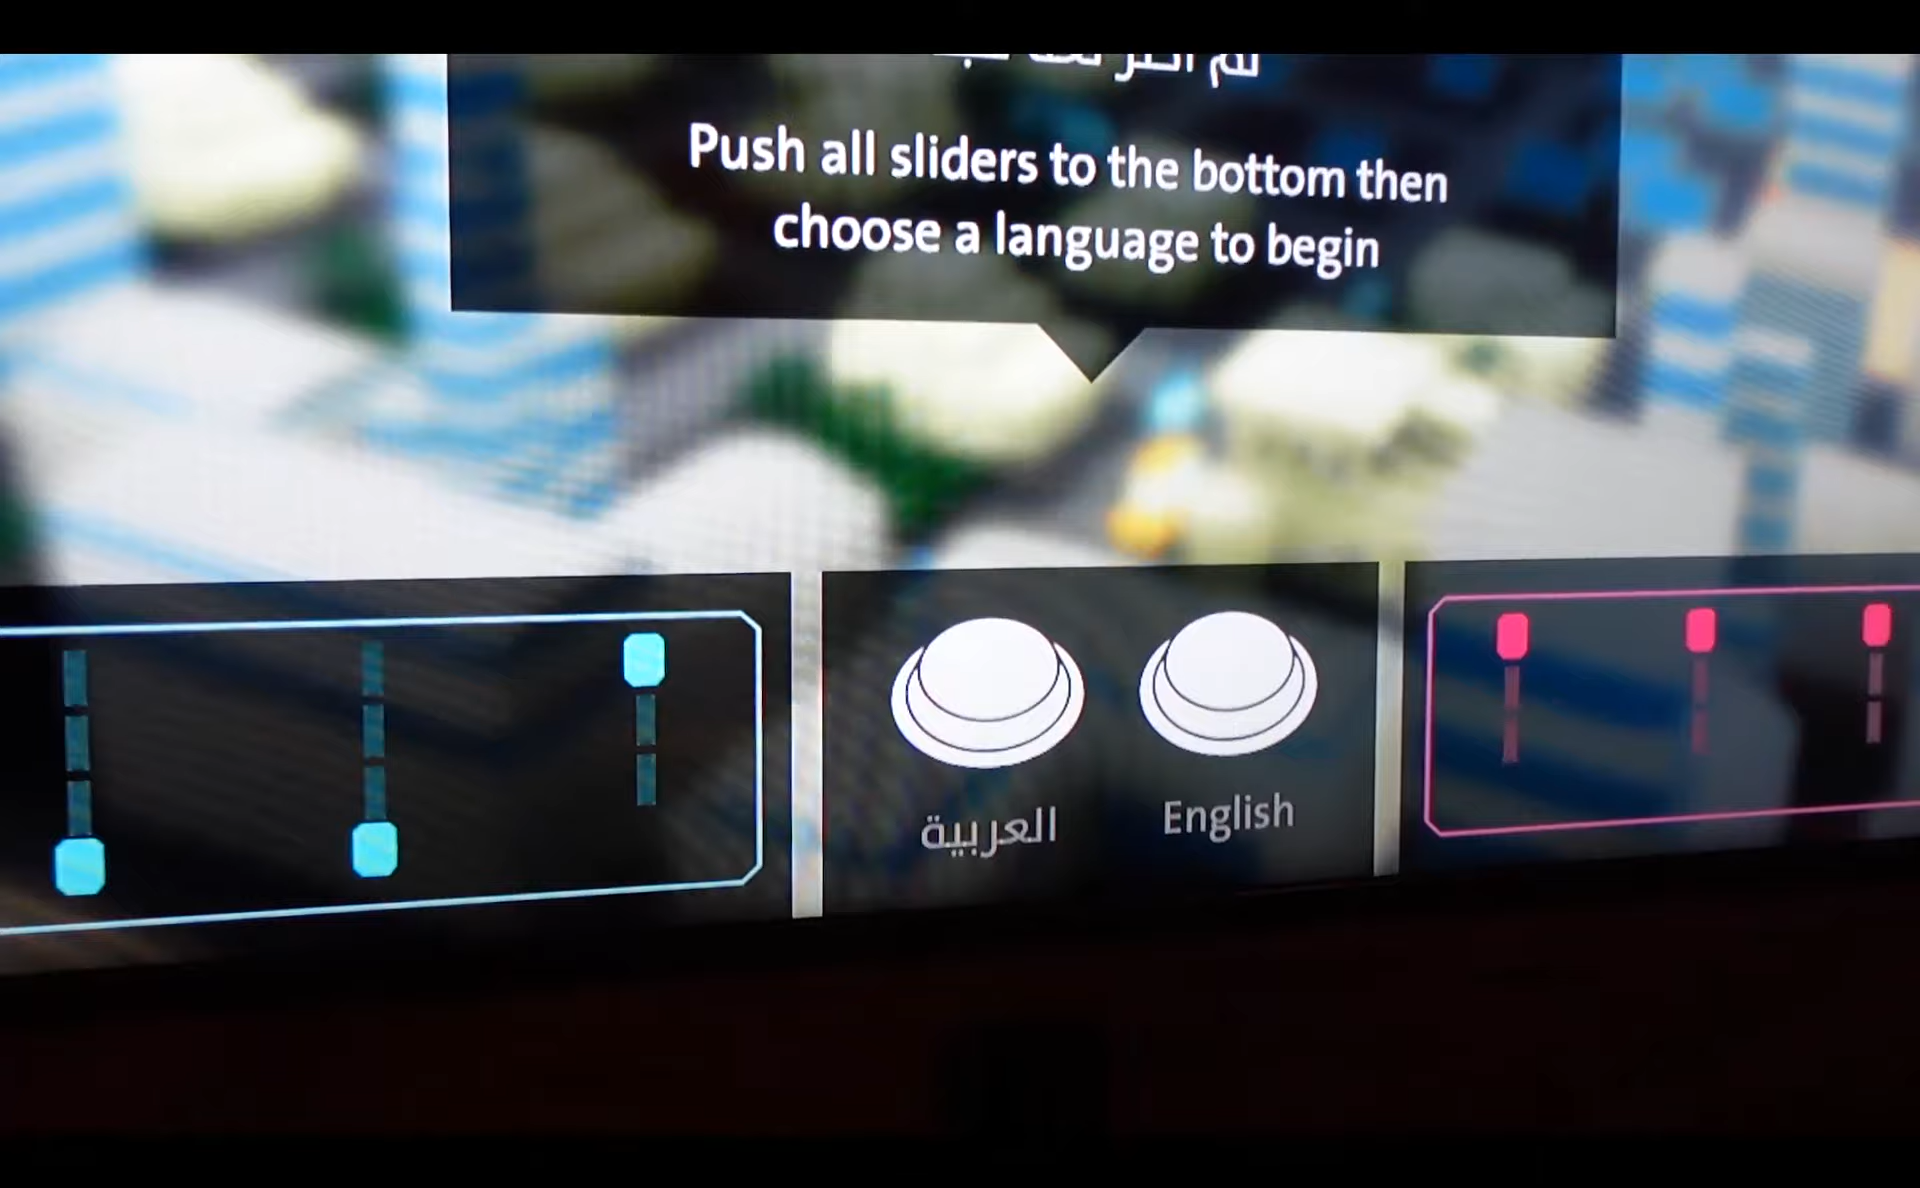 Push all sliders to the bottom then
choose a language to begin
العربية
English